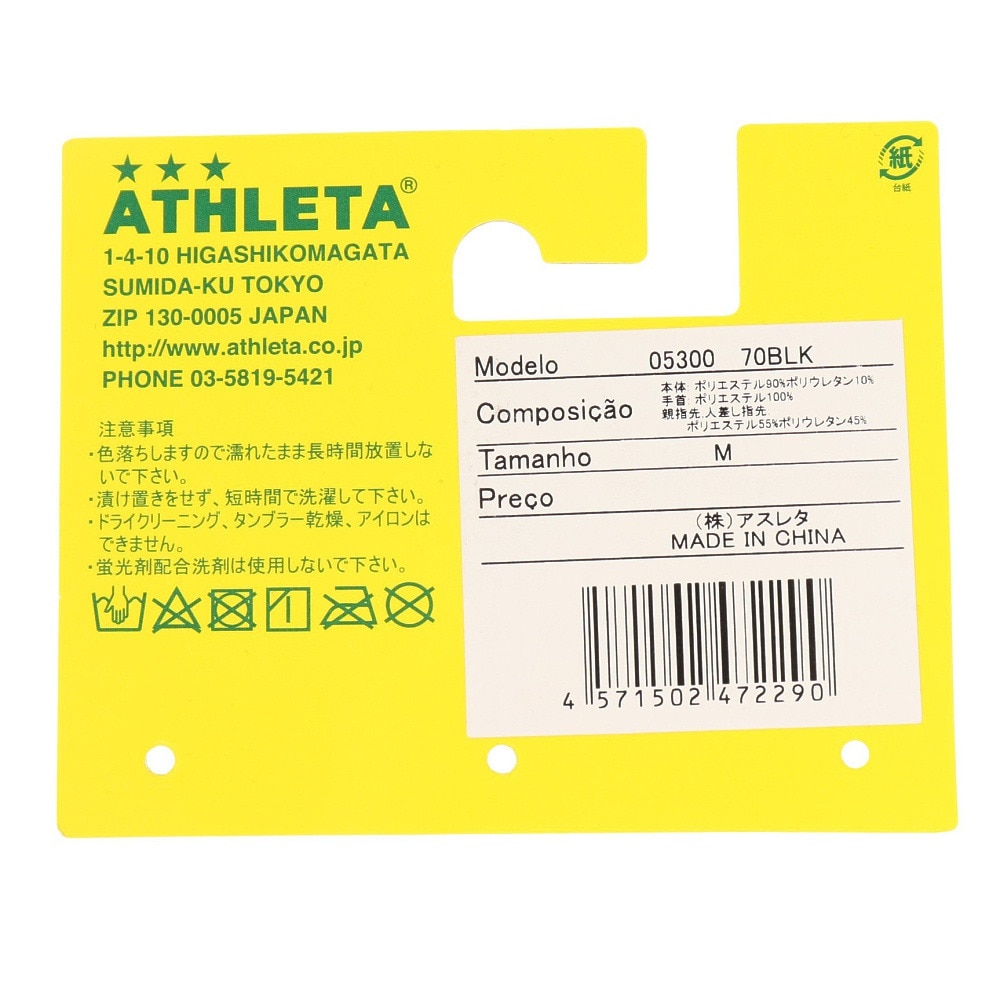 ATHLETA®
1-4-10 HIGASHIKOMAGATA
SUMIDA-KU TOKYO
ZIP 130-0005 JAPAN
http://www.athleta.co.jp
PHONE 03-5819-5421
注意事項
・色落ちしますので濡れたまま長時間放置しな
いで下さい。
・漬け置きをせず、短時間で洗濯して下さい。
・ドライクリーニング、タンブラー乾燥、アイロンは
できません。
・蛍光剤配合洗剤は使用しないで下さい。
紙
台紙
Modelo 05300 70BLK
Composição
本体: ポリエステル90%ポリウレタン10%
手首: ポリエステル100%
親指先、人差し指先
ポリエステル55%ポリウレタン45%
Tamanho M
Preço
(株)アスレタ
MADE IN CHINA
4 571502 472290